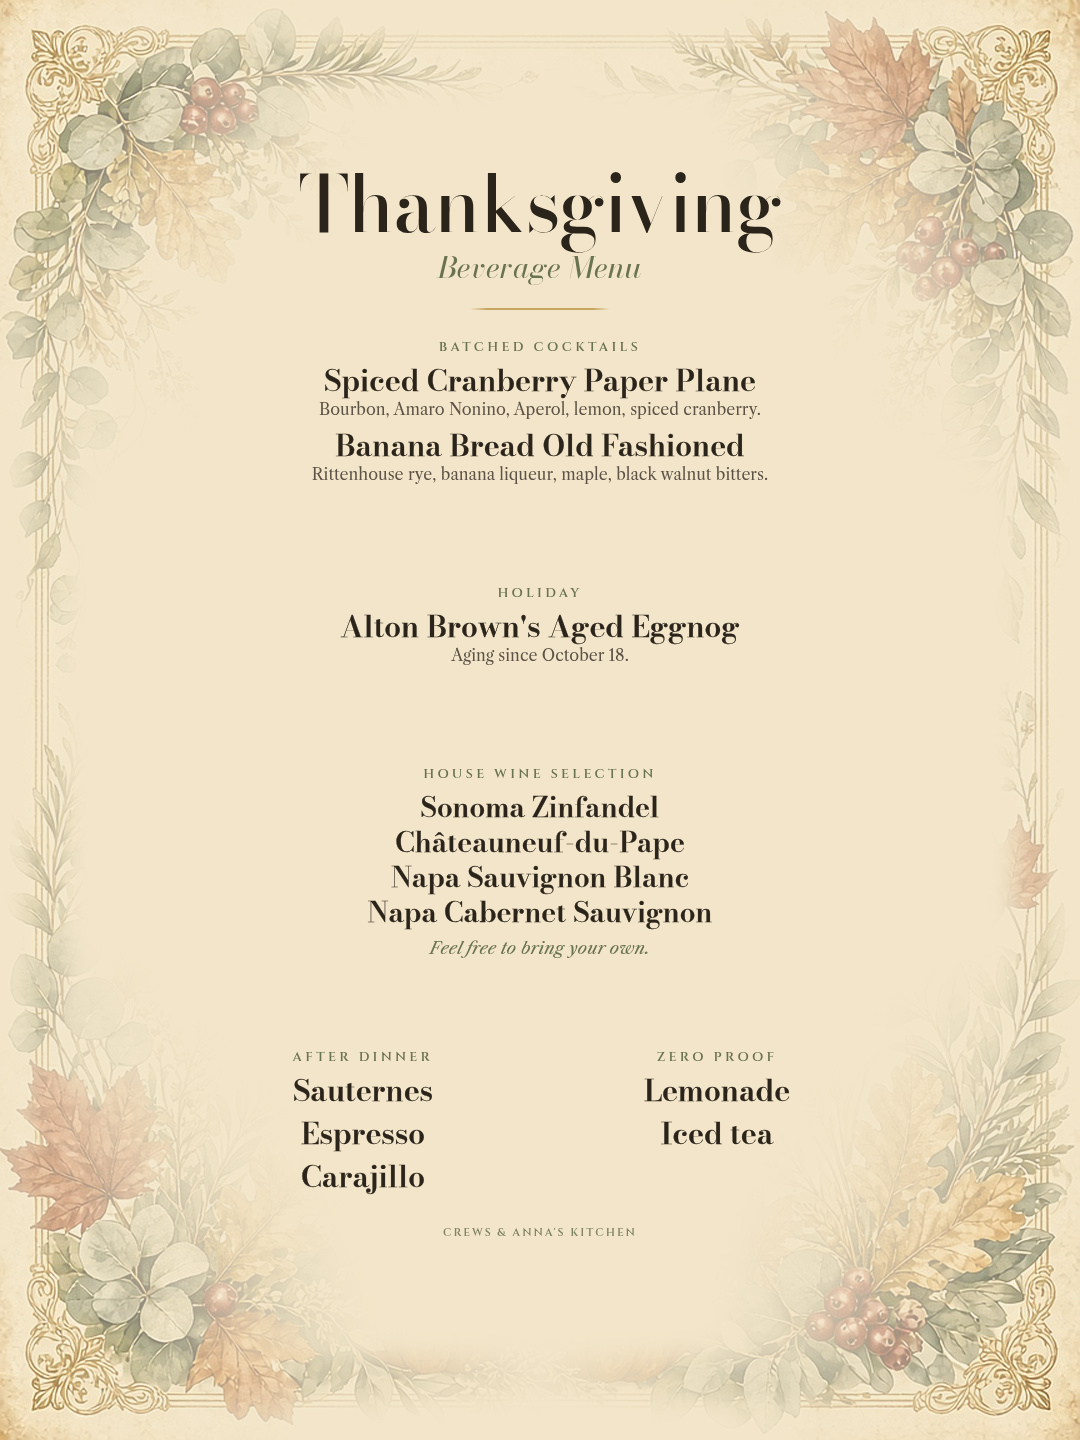 Thanksgiving
Beverage Menu
BATCHED COCKTAILS
Spiced Cranberry Paper Plane
Bourbon, Amaro Nonino, Aperol, lemon, spiced cranberry.
Banana Bread Old Fashioned
Rittenhouse rye, banana liqueur, maple, black walnut bitters.
HOLIDAY
Alton Brown's Aged Eggnog
Aging since October 18.
HOUSE WINE SELECTION
Sonoma Zinfandel
Châteauneuf-du-Pape
Napa Sauvignon Blanc
Napa Cabernet Sauvignon
Feel free to bring your own.
AFTER DINNER
Sauternes
Espresso
Carajillo
ZERO PROOF
Lemonade
Iced tea
CREWS & ANNA'S KITCHEN